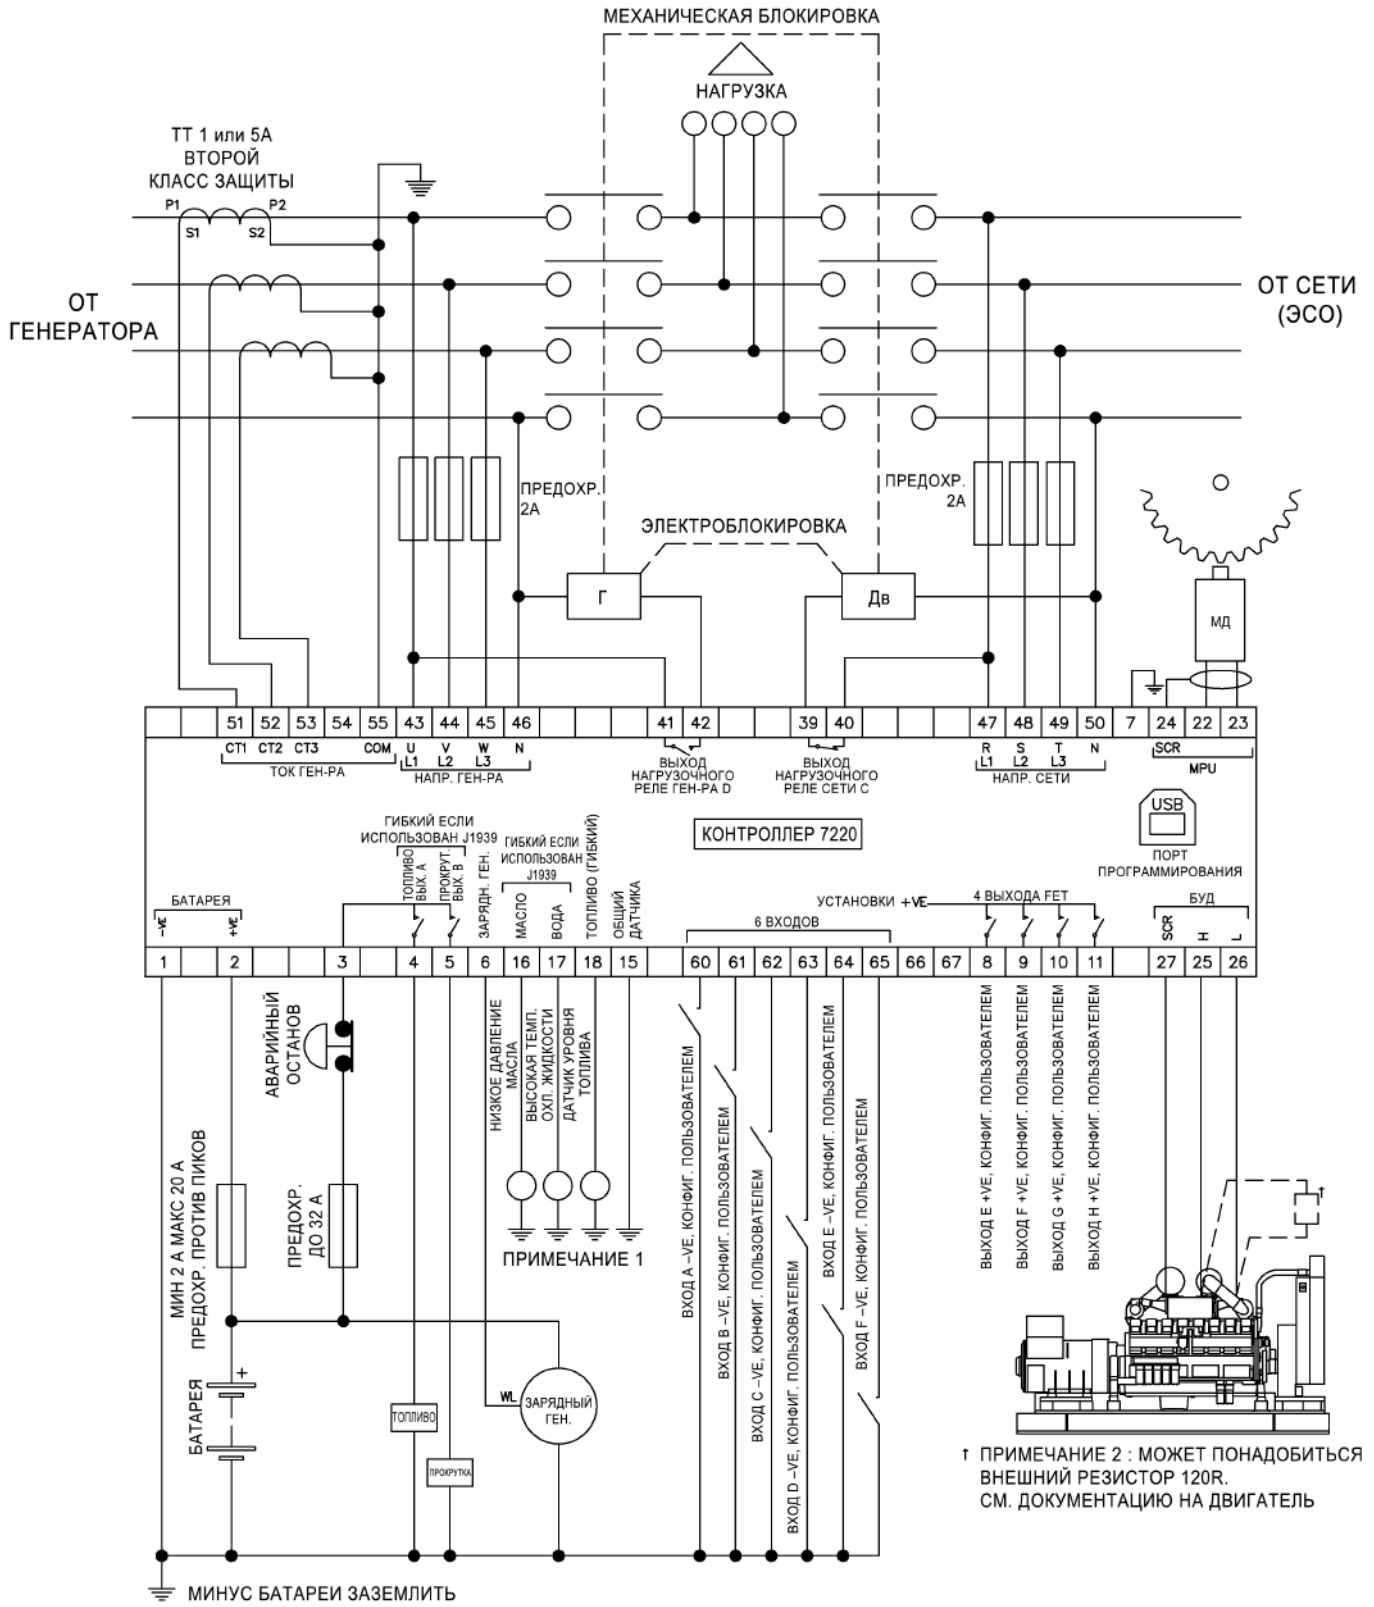 МЕХАНИЧЕСКАЯ БЛОКИРОВКА
НАГРУЗКА
ТТ 1 или 5А
ВТОРОЙ
КЛАСС ЗАЩИТЫ
P1
P2
S1
S2
ОТ
ГЕНЕРАТОРА
ОТ СЕТИ
(ЭСО)
ПРЕДОХР.
2А
ПРЕДОХР.
2А
ЭЛЕКТРОБЛОКИРОВКА
Г
Дв
МД
51 52 53 54 55 43 44 45 46 41 42 39 40 47 48 49 50 7 24 22 23
CT1 CT2 CT3 COM
ТОК ГЕН-РА
U V W N
L1 L2 L3
НАПР. ГЕН-РА
ВЫХОД
НАГРУЗОЧНОГО
РЕЛЕ ГЕН-РА D
ВЫХОД
НАГРУЗОЧНОГО
РЕЛЕ СЕТИ C
R S T N
L1 L2 L3
НАПР. СЕТИ
SCR
MPU
USB
ПОРТ
ПРОГРАММИРОВАНИЯ
КОНТРОЛЛЕР 7220
ГИБКИЙ ЕСЛИ
ИСПОЛЬЗОВАН J1939
ТОПЛИВО
ВЫХ. A
ПРОКРУТ.
ВЫХ. B
ЗАРЯДН. ГЕН.
ГИБКИЙ ЕСЛИ
ИСПОЛЬЗОВАН
J1939
МАСЛО
ВОДА
ТОПЛИВО (ГИБКИЙ)
ОБЩИЙ
ДАТЧИКА
БАТАРЕЯ
-VE
+VE
6 ВХОДОВ
УСТАНОВКИ +VE
4 ВЫХОДА FET
БУД
SCR
H
L
1 2 3 4 5 6 16 17 18 15 60 61 62 63 64 65 66 67 8 9 10 11 27 25 26
АВАРИЙНЫЙ
ОСТАНОВ
МИН 2 А МАКС 20 А
ПРЕДОХР. ПРОТИВ ПИКОВ
ПРЕДОХР.
ДО 32 А
НИЗКОЕ ДАВЛЕНИЕ
МАСЛА
ВЫСОКАЯ ТЕМП.
ОХЛ. ЖИДКОСТИ
ДАТЧИК УРОВНЯ
ТОПЛИВА
ПРИМЕЧАНИЕ 1
БАТАРЕЯ
+
ТОПЛИВО
ПРОКРУТКА
WL
ЗАРЯДНЫЙ
ГЕН.
ВХОД A –VE, КОНФИГ. ПОЛЬЗОВАТЕЛЕМ
ВХОД B –VE, КОНФИГ. ПОЛЬЗОВАТЕЛЕМ
ВХОД C –VE, КОНФИГ. ПОЛЬЗОВАТЕЛЕМ
ВХОД D –VE, КОНФИГ. ПОЛЬЗОВАТЕЛЕМ
ВХОД E –VE, КОНФИГ. ПОЛЬЗОВАТЕЛЕМ
ВХОД F –VE, КОНФИГ. ПОЛЬЗОВАТЕЛЕМ
ВЫХОД E +VE, КОНФИГ. ПОЛЬЗОВАТЕЛЕМ
ВЫХОД F +VE, КОНФИГ. ПОЛЬЗОВАТЕЛЕМ
ВЫХОД G +VE, КОНФИГ. ПОЛЬЗОВАТЕЛЕМ
ВЫХОД H +VE, КОНФИГ. ПОЛЬЗОВАТЕЛЕМ
†
† ПРИМЕЧАНИЕ 2 : МОЖЕТ ПОНАДОБИТЬСЯ
ВНЕШНИЙ РЕЗИСТОР 120R.
СМ. ДОКУМЕНТАЦИЮ НА ДВИГАТЕЛЬ
МИНУС БАТАРЕИ ЗАЗЕМЛИТЬ